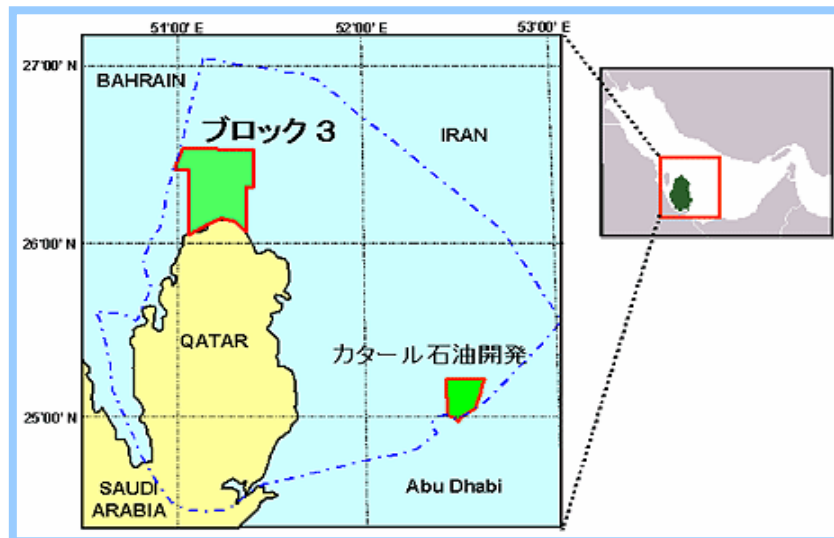 51°00' E
52°00' E
53°00' E
27°00' N
BAHRAIN
IRAN
ブロック 3
26°00' N
QATAR
カタール石油開発
25°00' N
SAUDI
ARABIA
Abu Dhabi